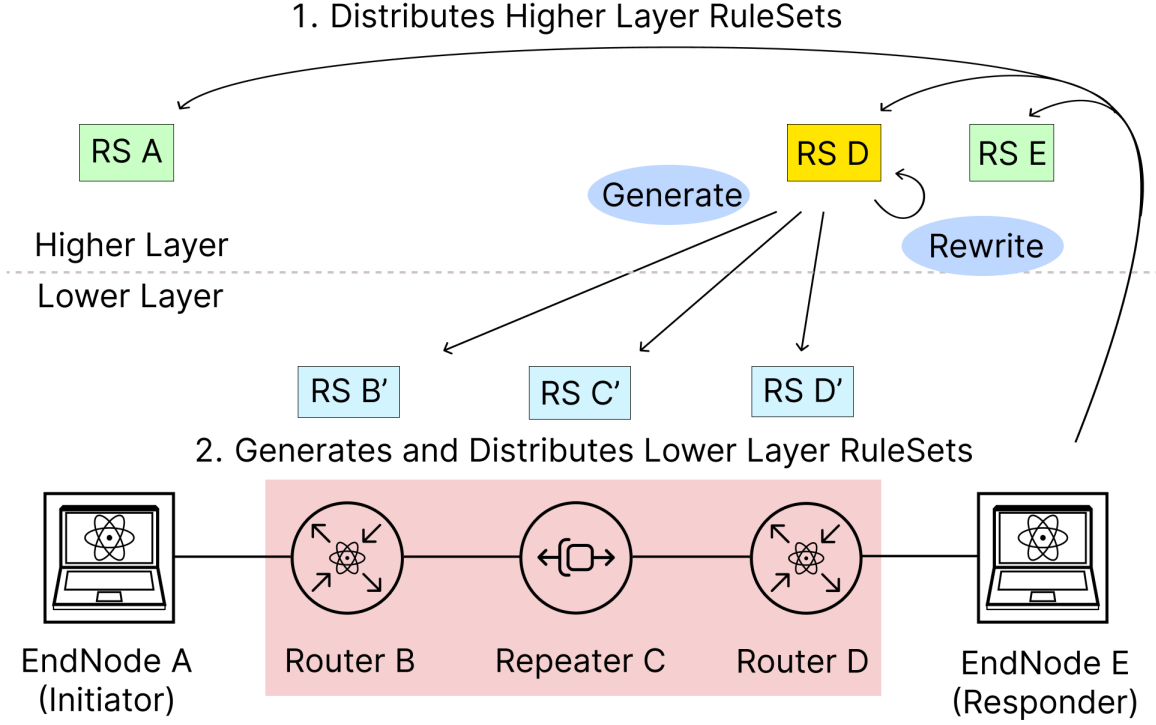 1. Distributes Higher Layer RuleSets
RS A
RS D
RS E
Generate
Rewrite
Higher Layer
Lower Layer
RS B’
RS C’
RS D’
2. Generates and Distributes Lower Layer RuleSets
EndNode A
(Initiator)
Router B
Repeater C
Router D
EndNode E
(Responder)